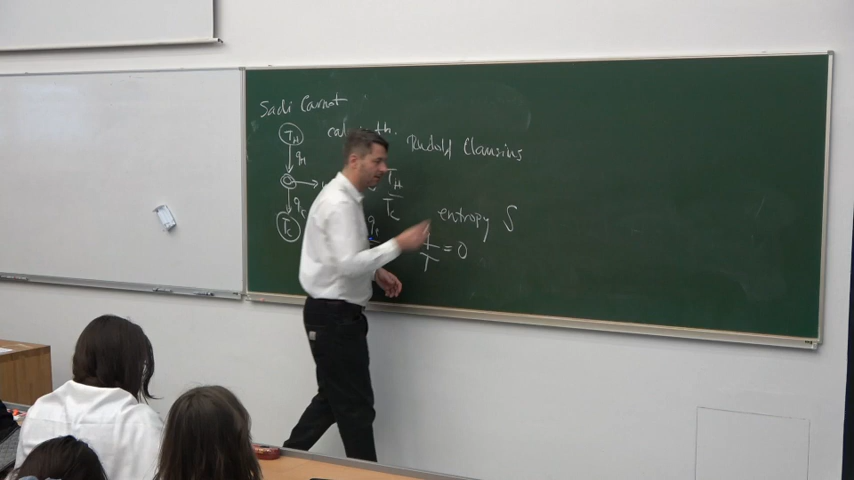 Sadi Carnot
T_H
q_H
q_c
T_c
Rudolf Clausius
T_H
T_c
entropy S
T = 0